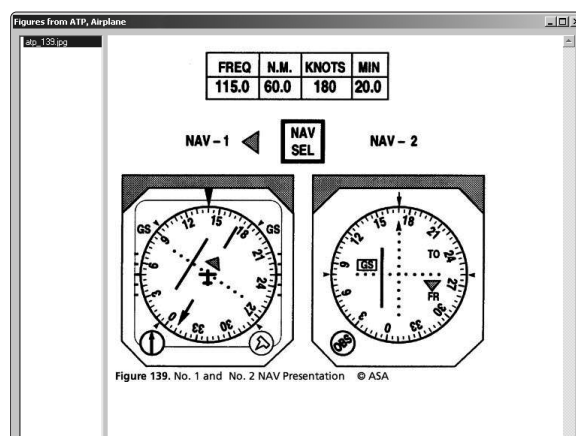 Figures from ATP, Airplane
atp_139.jpg
FREQ N.M. KNOTS MIN
115.0 60.0 180 20.0
NAV-1 NAV SEL NAV-2
GS 0 3 6 9 12 15 18 21 24 27 30 33 GS
0 3 6 9 12 15 18 21 24 27 30 33
GS
TO
FR
OBS
Figure 139. No. 1 and No. 2 NAV Presentation © ASA